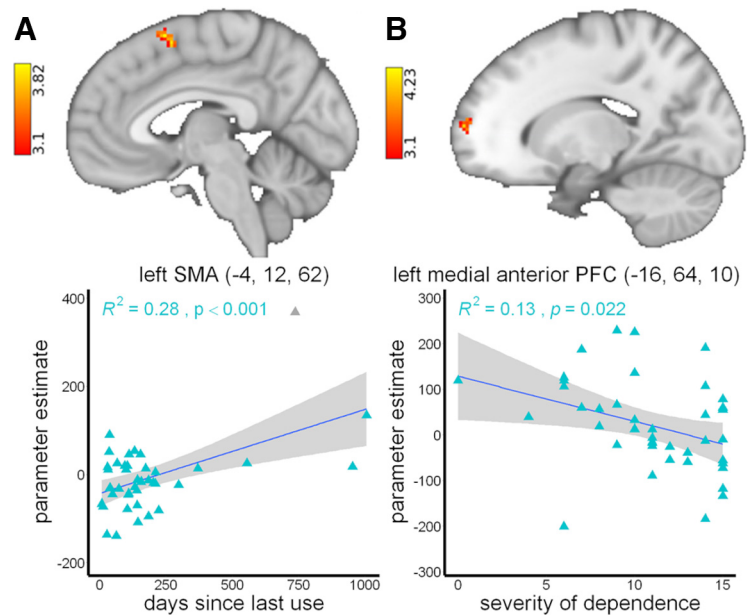 A
B
3.82
3.1
4.23
3.1
left SMA (-4, 12, 62)
left medial anterior PFC (-16, 64, 10)
R² = 0.28 , p < 0.001
400
200
0
-200
parameter estimate
0
250
500
750
1000
days since last use
R² = 0.13 , p = 0.022
300
200
100
0
-100
-200
-300
parameter estimate
0
5
10
15
severity of dependence